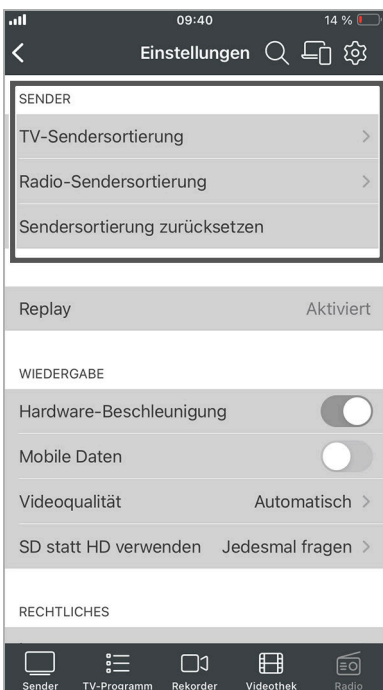 09:40
14 %
Einstellungen
SENDER
TV-Sendersortierung
Radio-Sendersortierung
Sendersortierung zurücksetzen
Replay Aktiviert
WIEDERGABE
Hardware-Beschleunigung
Mobile Daten
Videoqualität Automatisch
SD statt HD verwenden Jedesmal fragen
RECHTLICHES
Sender TV-Programm Rekorder Videothek Radio